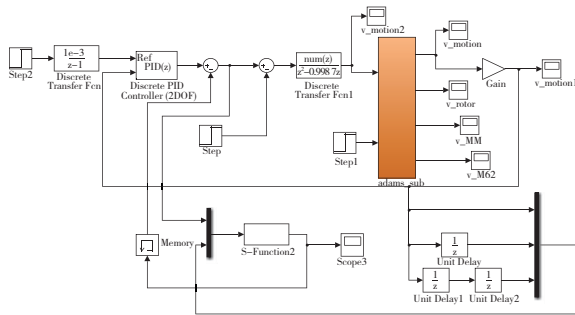 v_motion2
v_motion
1e-3
z−1
Ref
PID(z)
num(z)
z²−0.998 7z
Step2
Discrete
Transfer Fcn
Discrete PID
Controller (2DOF)
Discrete
Transfer Fcn1
Gain
v_motion1
v_rotor
Step
Step1
v_MM
v_M62
adams_sub
Memory
S-Function2
Scope3
1
z
Unit Delay
1
z
1
z
Unit Delay1
Unit Delay2